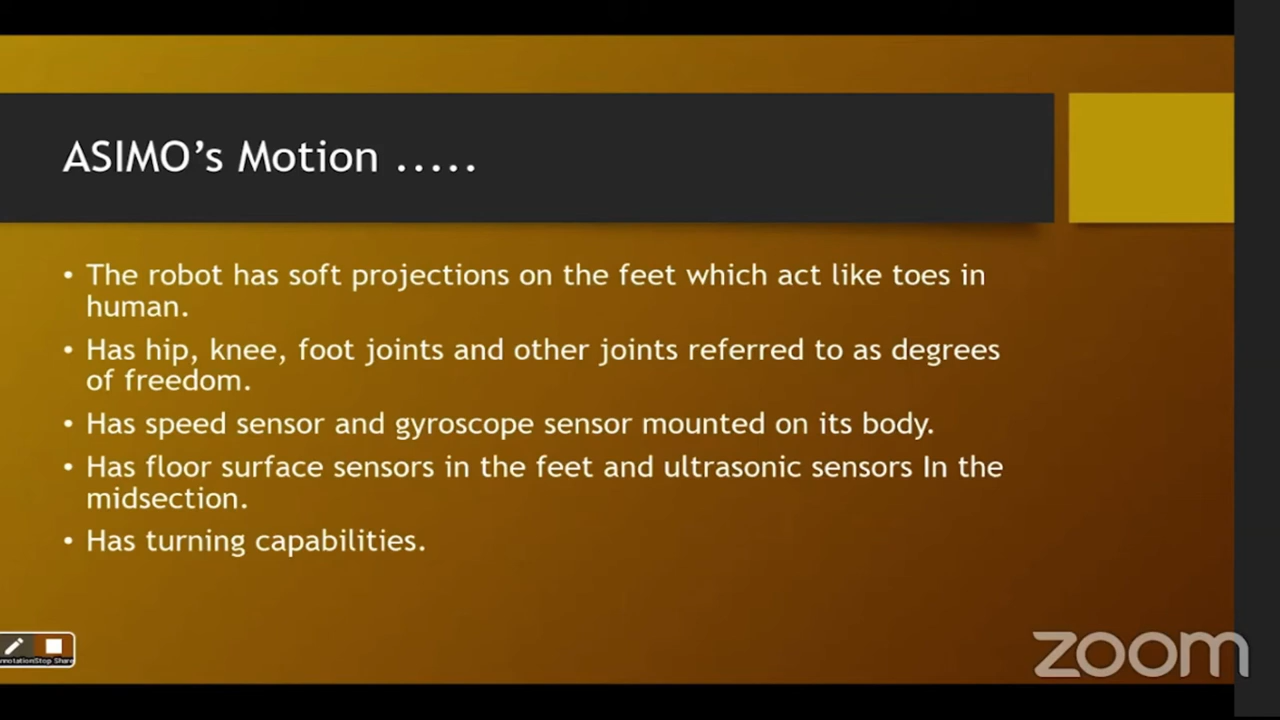 ASIMO's Motion .....
• The robot has soft projections on the feet which act like toes in
human.
• Has hip, knee, foot joints and other joints referred to as degrees
of freedom.
• Has speed sensor and gyroscope sensor mounted on its body.
• Has floor surface sensors in the feet and ultrasonic sensors In the
midsection.
• Has turning capabilities.
nnotation Stop Share
zoom